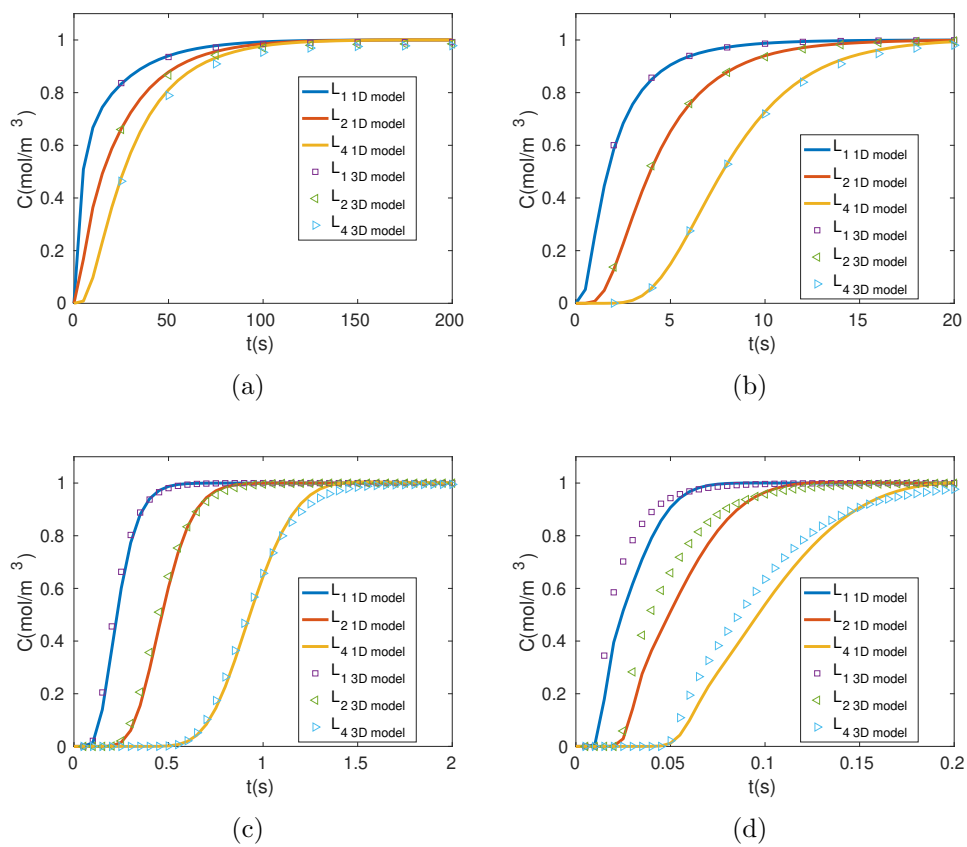 1
0.8
0.6
0.4
0.2
0
C(mol/m³)
0 50 100 150 200
t(s)
L₁ 1D model
L₂ 1D model
L₄ 1D model
L₁ 3D model
L₂ 3D model
L₄ 3D model
(a)
1
0.8
0.6
0.4
0.2
0
C(mol/m³)
0 5 10 15 20
t(s)
L₁ 1D model
L₂ 1D model
L₄ 1D model
L₁ 3D model
L₂ 3D model
L₄ 3D model
(b)
1
0.8
0.6
0.4
0.2
0
C(mol/m³)
0 0.5 1 1.5 2
t(s)
L₁ 1D model
L₂ 1D model
L₄ 1D model
L₁ 3D model
L₂ 3D model
L₄ 3D model
(c)
1
0.8
0.6
0.4
0.2
0
C(mol/m³)
0 0.05 0.1 0.15 0.2
t(s)
L₁ 1D model
L₂ 1D model
L₄ 1D model
L₁ 3D model
L₂ 3D model
L₄ 3D model
(d)